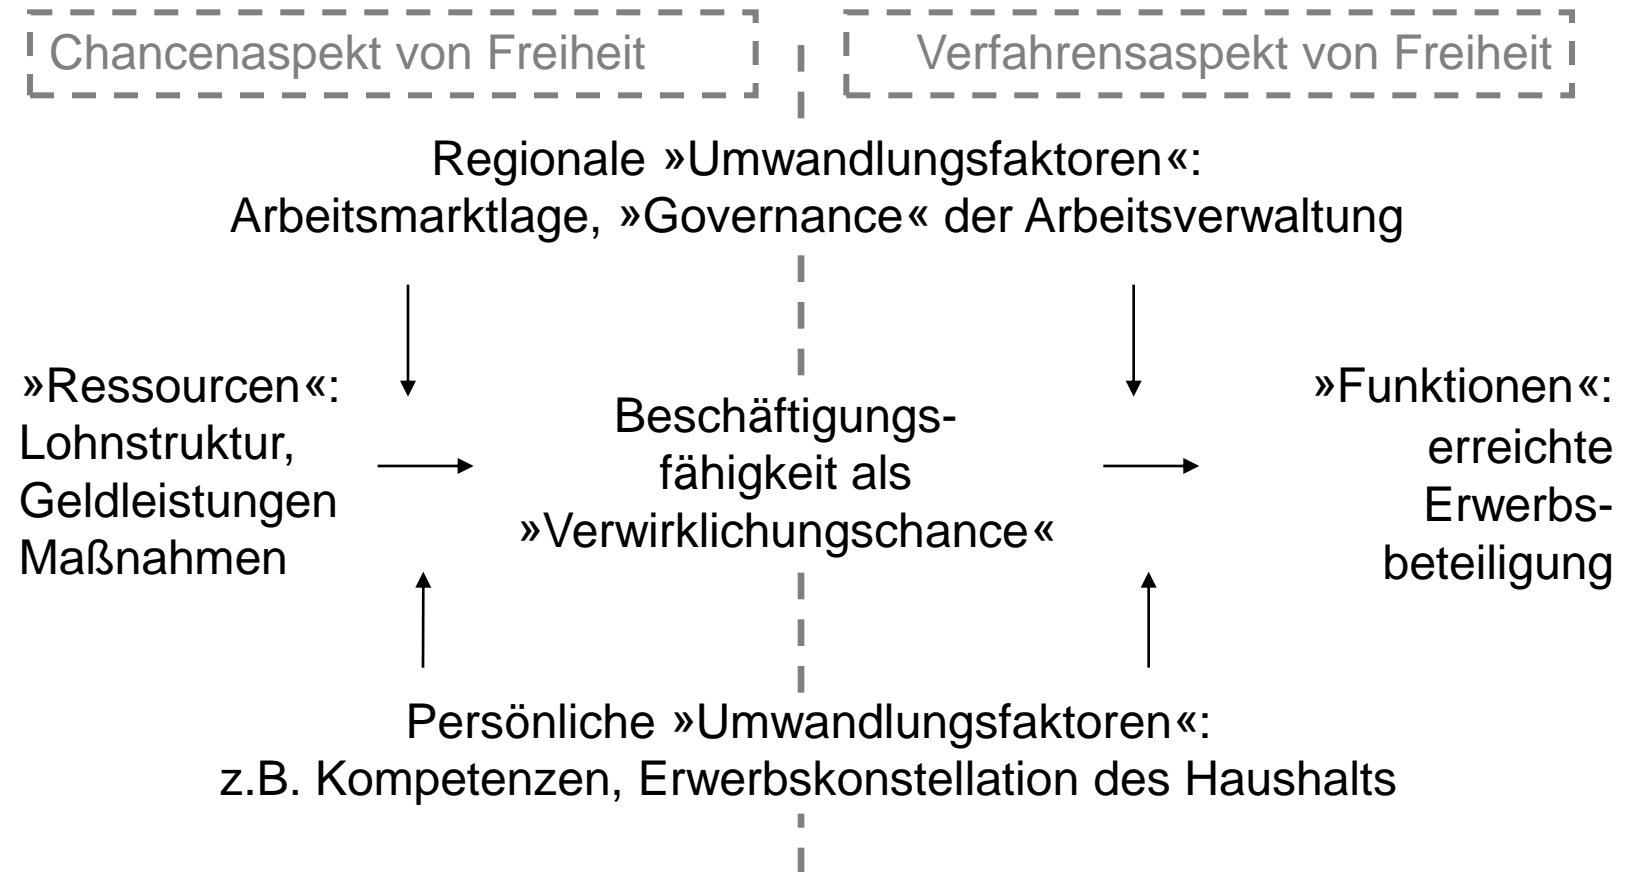 Chancenaspekt von Freiheit
Verfahrensaspekt von Freiheit
Regionale »Umwandlungsfaktoren«:
Arbeitsmarktlage, »Governance« der Arbeitsverwaltung
»Ressourcen«:
Lohnstruktur,
Geldleistungen
Maßnahmen
Beschäftigungs-
fähigkeit als
»Verwirklichungschance«
»Funktionen«:
erreichte
Erwerbs-
beteiligung
Persönliche »Umwandlungsfaktoren«:
z.B. Kompetenzen, Erwerbskonstellation des Haushalts